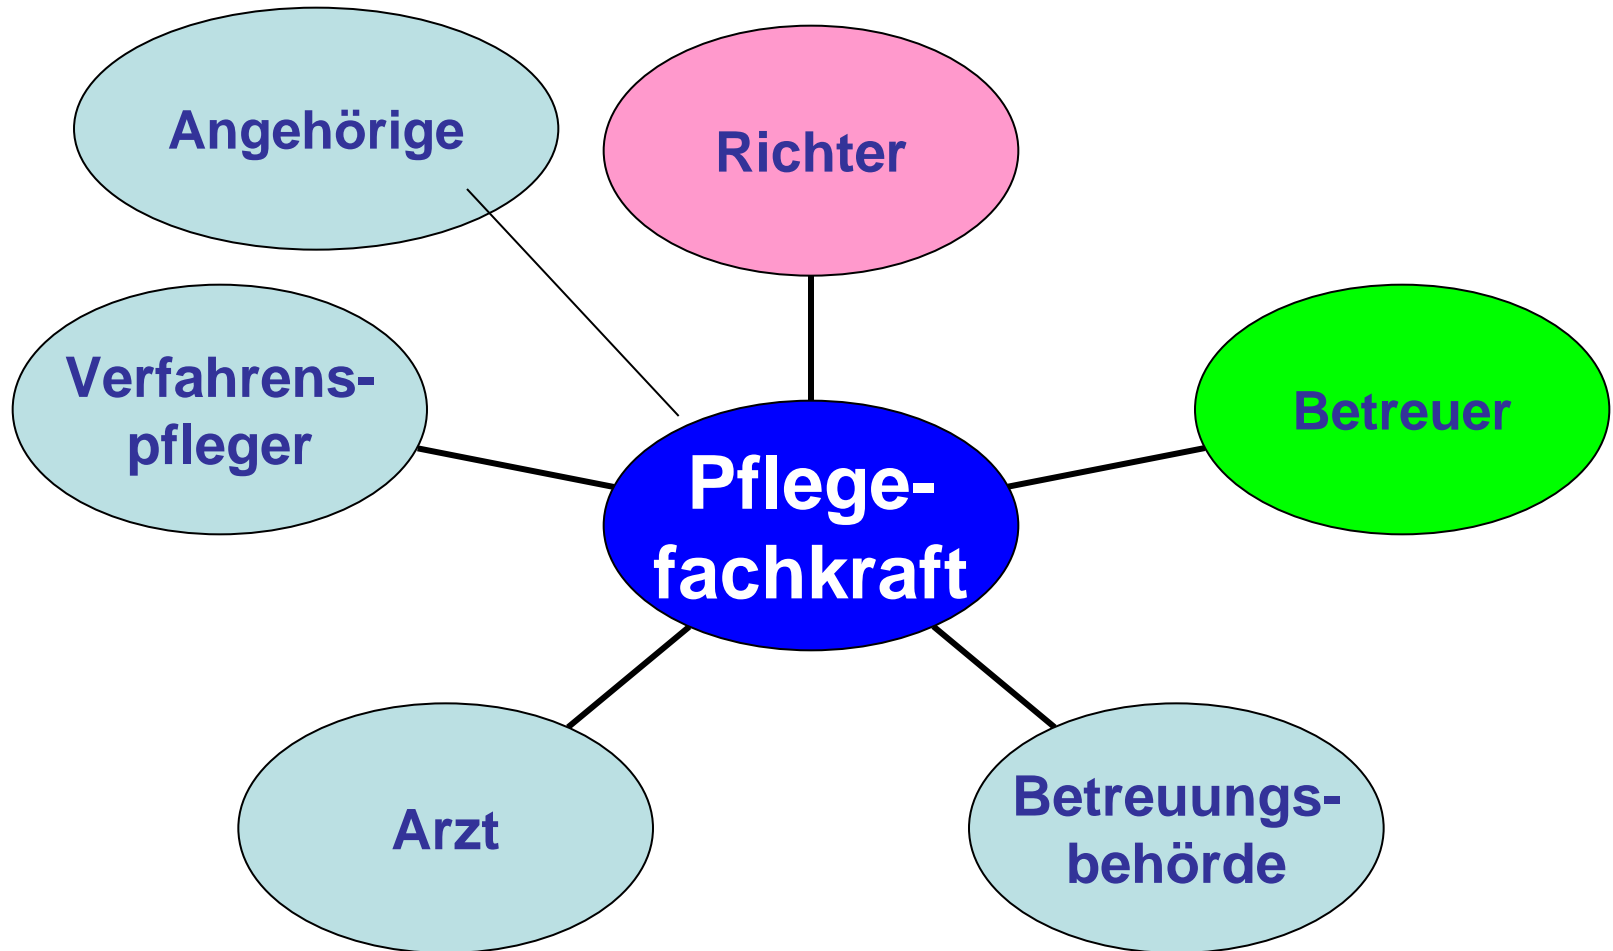 Angehörige
Richter
Verfahrens-
pfleger
Betreuer
Pflege-
fachkraft
Arzt
Betreuungs-
behörde